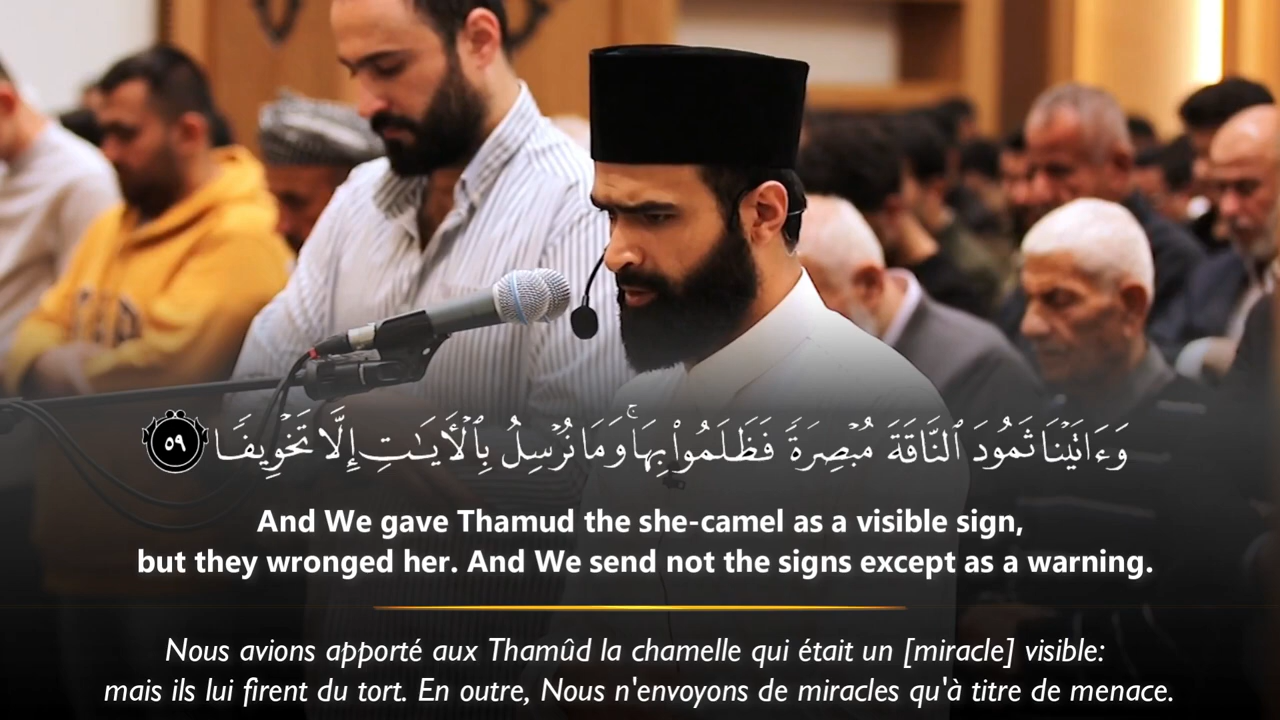 وَءَاتَيْنَا ثَمُودَ ٱلنَّاقَةَ مُبْصِرَةً فَظَلَمُوا۟ بِهَا ۚ وَمَا نُرْسِلُ بِٱلْأَيَـٰتِ إِلَّا تَخْوِيفًا ٥٩
And We gave Thamud the she-camel as a visible sign,
but they wronged her. And We send not the signs except as a warning.
Nous avions apporté aux Thamûd la chamelle qui était un [miracle] visible:
mais ils lui firent du tort. En outre, Nous n'envoyons de miracles qu'à titre de menace.